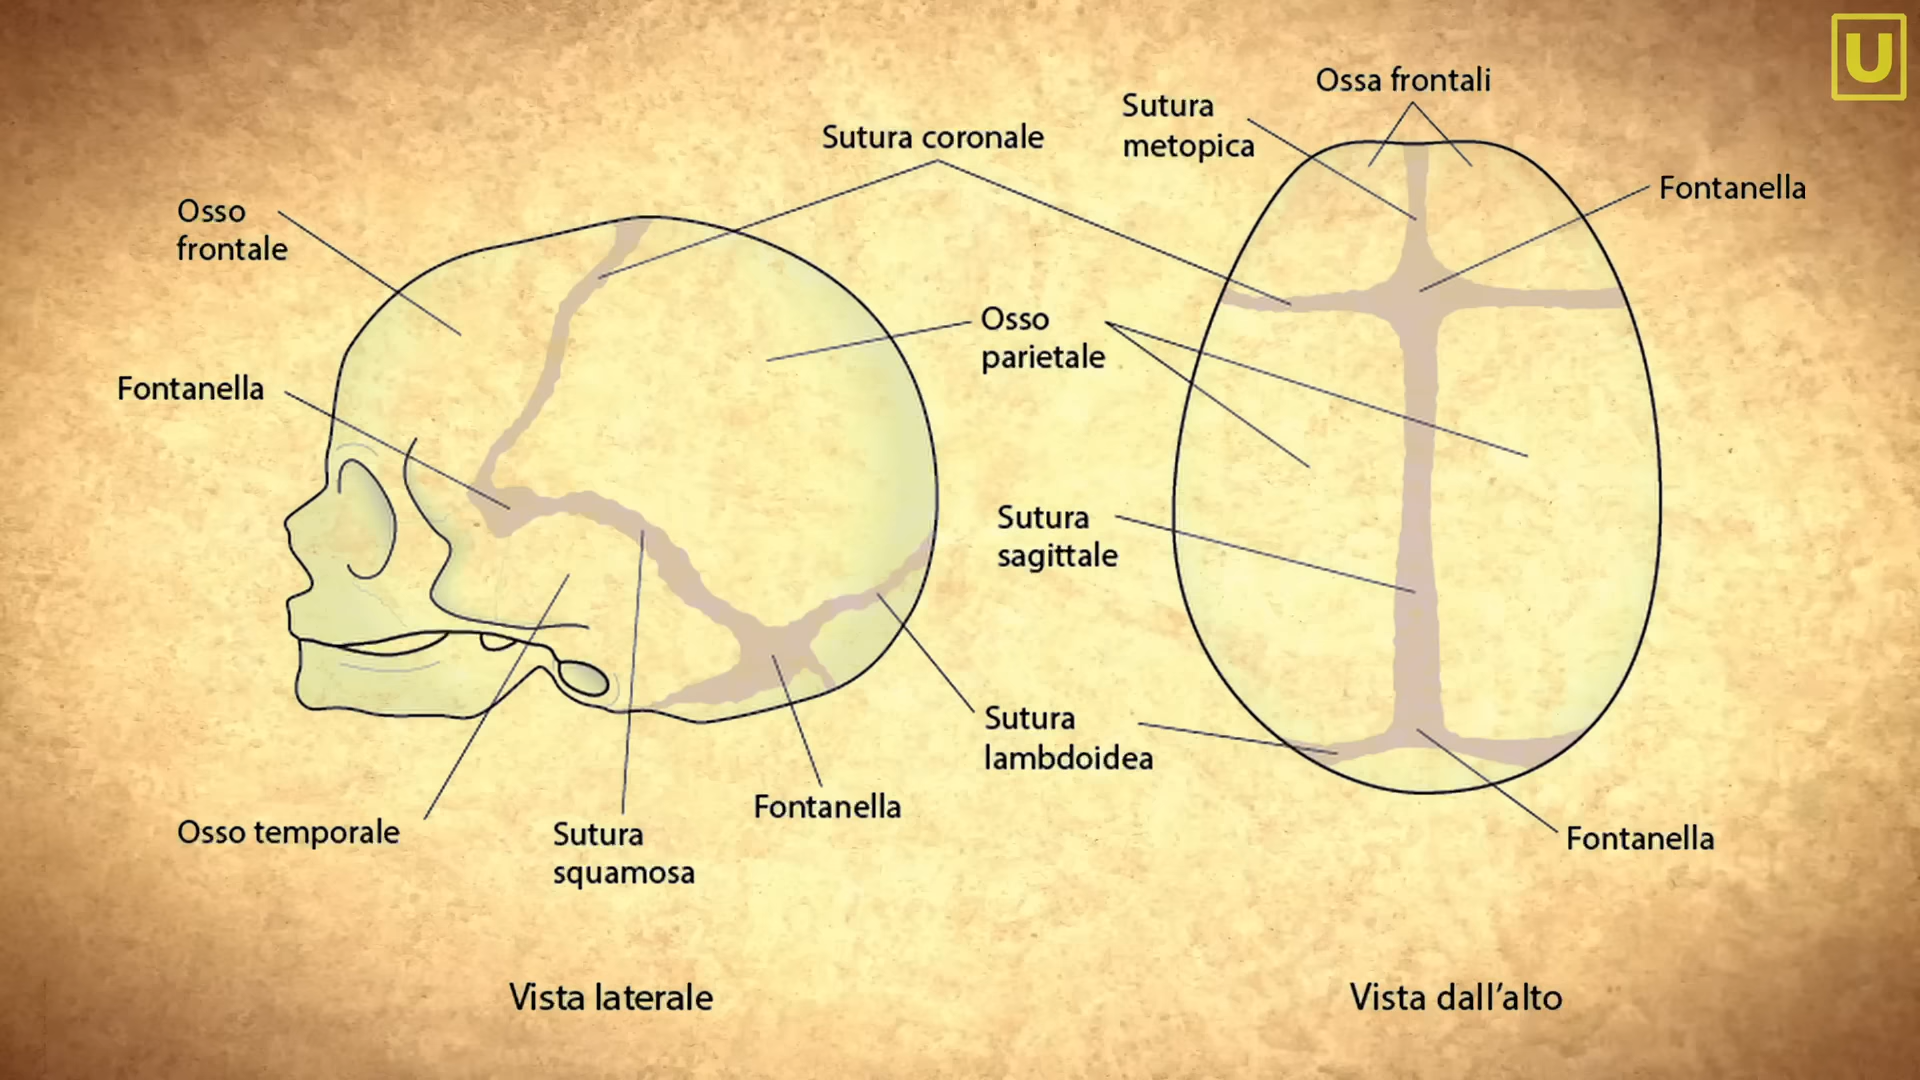 U
Ossa frontali
Sutura
metopica
Sutura coronale
Fontanella
Osso
frontale
Osso
parietale
Fontanella
Sutura
sagittale
Sutura
lambdoidea
Fontanella
Osso temporale
Sutura
squamosa
Fontanella
Vista laterale
Vista dall'alto